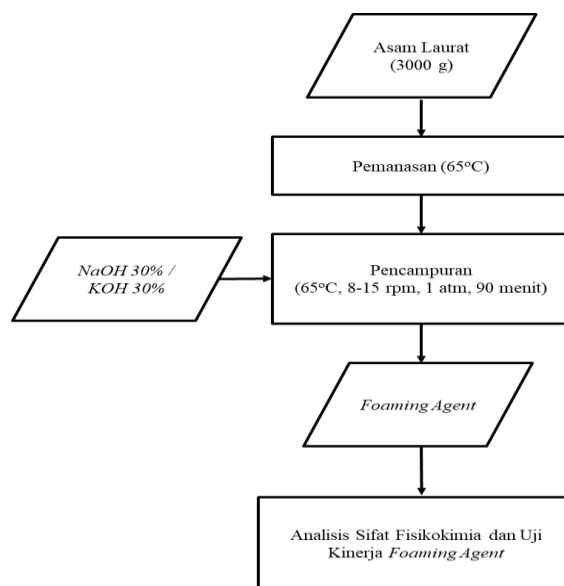 Asam Laurat
(3000 g)
Pemanasan (65°C)
NaOH 30% /
KOH 30%
Pencampuran
(65°C, 8-15 rpm, 1 atm, 90 menit)
Foaming Agent
Analisis Sifat Fisikokimia dan Uji
Kinerja Foaming Agent